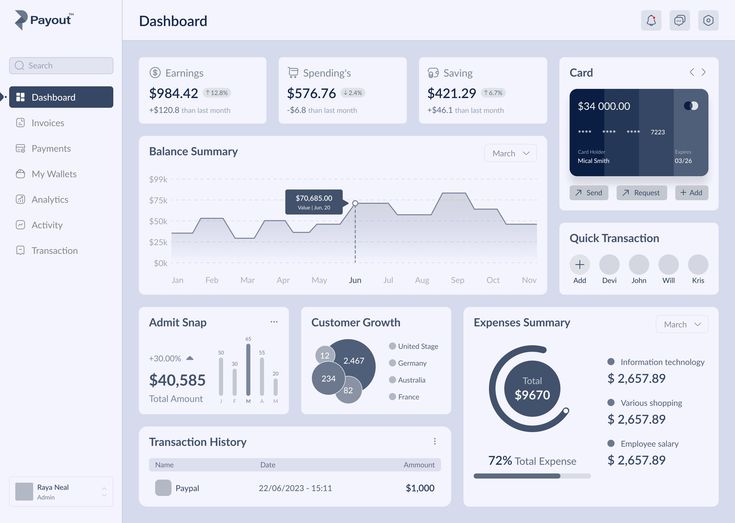 Payout™
Search
Dashboard
Invoices
Payments
My Wallets
Analytics
Activity
Transaction
Raya Neal
Admin
Dashboard
Earnings
$984.42 ↑12.8%
+$120.8 than last month
Spending's
$576.76 ↓2.4%
-$6.8 than last month
Saving
$421.29 ↑6.7%
+$46.1 than last month
Balance Summary
March
$99k
$75k
$50k
$25k
$0k
$70,685.00
Value | Jun, 20
Jan Feb Mar Apr May Jun Jul Aug Sep Oct Nov
Card
$34 000.00
**** **** **** 7223
Card Holder Expires
Mical Smith 03/26
Send Request + Add
Quick Transaction
+
Add Devi John Will Kris
Admit Snap
...
+30.00%
$40,585
Total Amount
50 30 65 55 20
J F M A M
Customer Growth
12
2.467
234
82
United Stage
Germany
Australia
France
Expenses Summary
March
Total
$9670
72% Total Expense
Information technology
$ 2,657.89
Various shopping
$ 2,657.89
Employee salary
$ 2,657.89
Transaction History
Name Date Ammount
Paypal 22/06/2023 - 15:11 $1,000